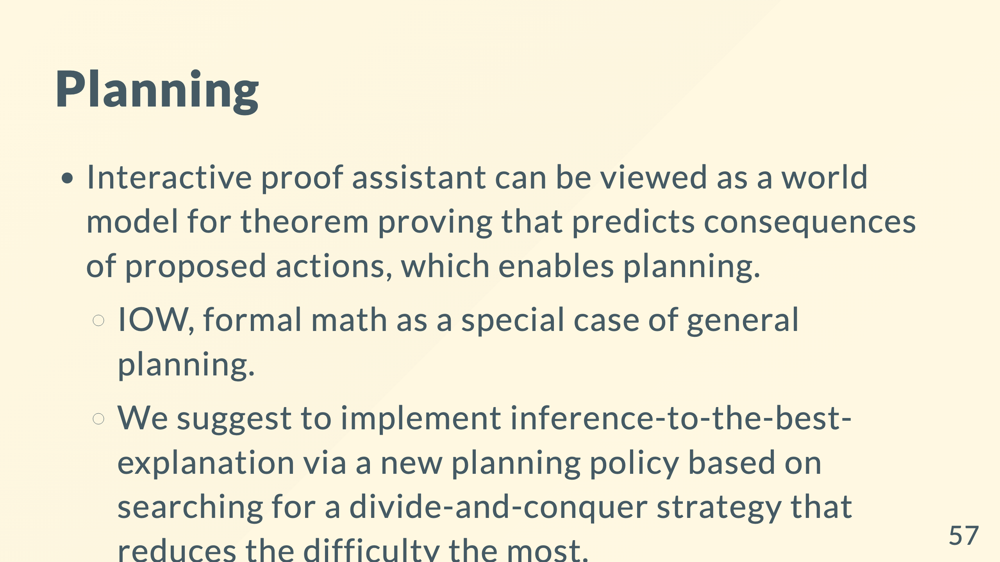 Planning
• Interactive proof assistant can be viewed as a world
model for theorem proving that predicts consequences
of proposed actions, which enables planning.
○ IOW, formal math as a special case of general
planning.
○ We suggest to implement inference-to-the-best-
explanation via a new planning policy based on
searching for a divide-and-conquer strategy that
reduces the difficulty the most.
57